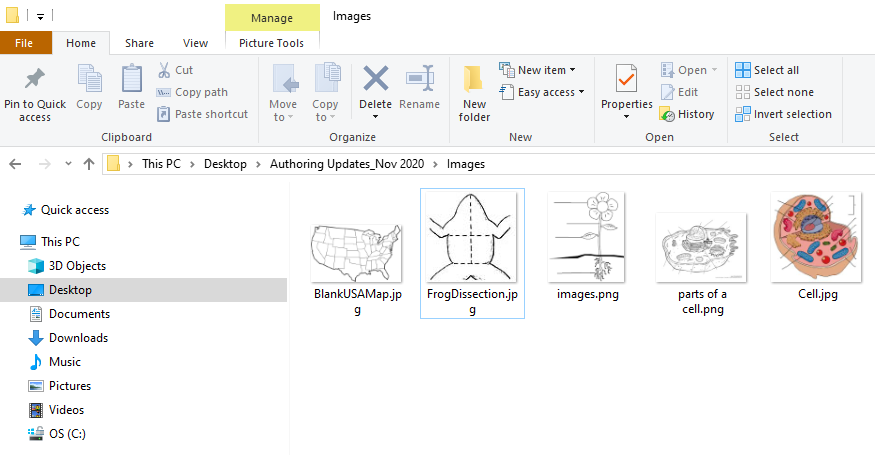 Manage
Images
File
Home
Share
View
Picture Tools
Pin to Quick
access
Copy
Paste
Cut
Copy path
Paste shortcut
Clipboard
Move
to
Copy
to
Delete
Rename
Organize
New
folder
New item
Easy access
New
Properties
Open
Edit
History
Open
Select all
Select none
Invert selection
Select
This PC
Desktop
Authoring Updates_Nov 2020
Images
Quick access
This PC
3D Objects
Desktop
Documents
Downloads
Music
Pictures
Videos
OS (C:)
BlankUSAMap.jp
g
FrogDissection.jp
g
images.png
parts of a
cell.png
Cell.jpg